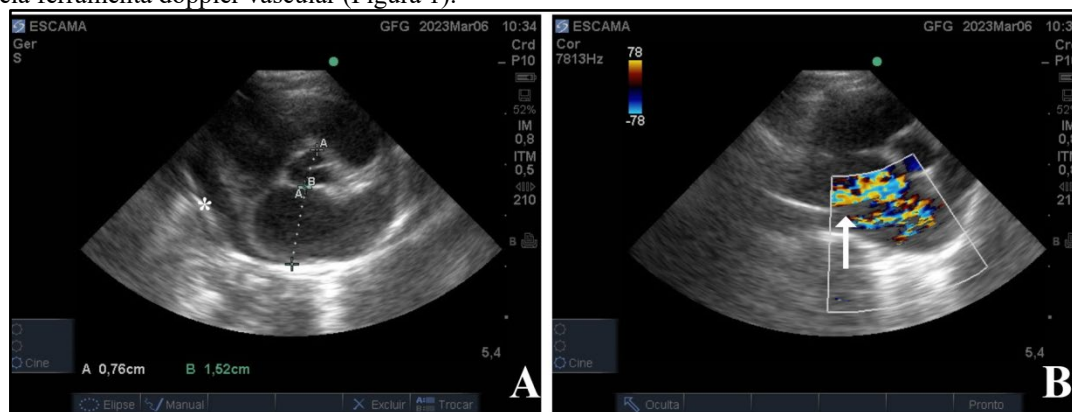 ela ferramenta doppler vascular (Figura 1).
ESCAMA
GFG 2023Mar06 10:34
Ger
S
Crd
P10
52%
IM
0,8
ITM
0,5
210
B
A
B
A
5,4
Cine
A 0,76cm B 1,52cm
Elipse Manual Excluir Trocar
A
ESCAMA
GFG 2023Mar06
Cor
7813Hz
78
-78
Crd
P10
52%
IM
0,8
ITM
0,5
B
5,4
Cine
Oculta Pronto
B